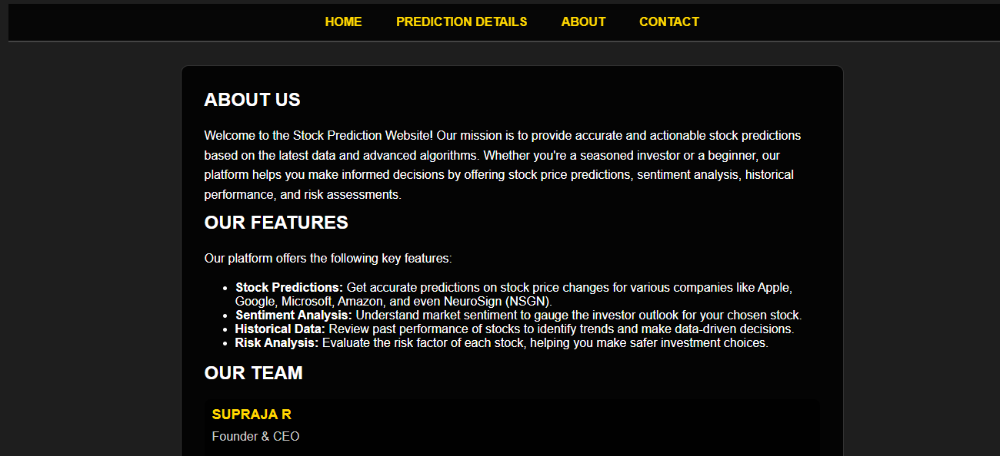 HOME PREDICTION DETAILS ABOUT CONTACT
ABOUT US
Welcome to the Stock Prediction Website! Our mission is to provide accurate and actionable stock predictions
based on the latest data and advanced algorithms. Whether you're a seasoned investor or a beginner, our
platform helps you make informed decisions by offering stock price predictions, sentiment analysis, historical
performance, and risk assessments.
OUR FEATURES
Our platform offers the following key features:
• Stock Predictions: Get accurate predictions on stock price changes for various companies like Apple,
Google, Microsoft, Amazon, and even NeuroSign (NSGN).
• Sentiment Analysis: Understand market sentiment to gauge the investor outlook for your chosen stock.
• Historical Data: Review past performance of stocks to identify trends and make data-driven decisions.
• Risk Analysis: Evaluate the risk factor of each stock, helping you make safer investment choices.
OUR TEAM
SUPRAJA R
Founder & CEO